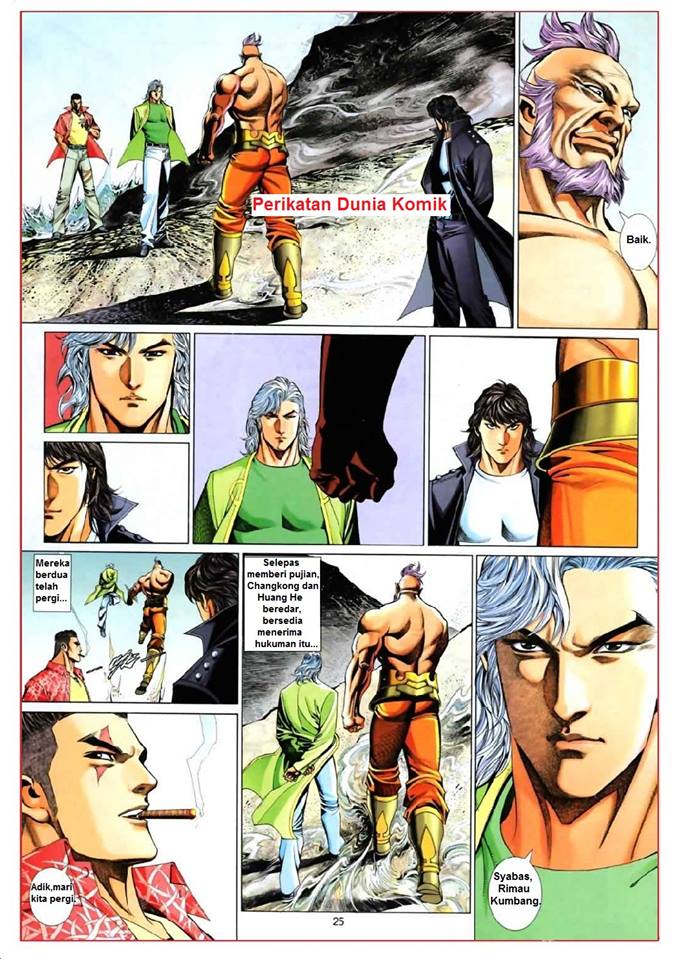 Perikatan Dunia Komik
Baik.
Mereka
berdua
telah
pergi...
Selepas
memberi pujian,
Changkong dan
Huang He
beredar,
bersedia
menerima
hukuman itu...
Adik,mari
kita pergi.
Syabas,
Rimau
Kumbang.
25